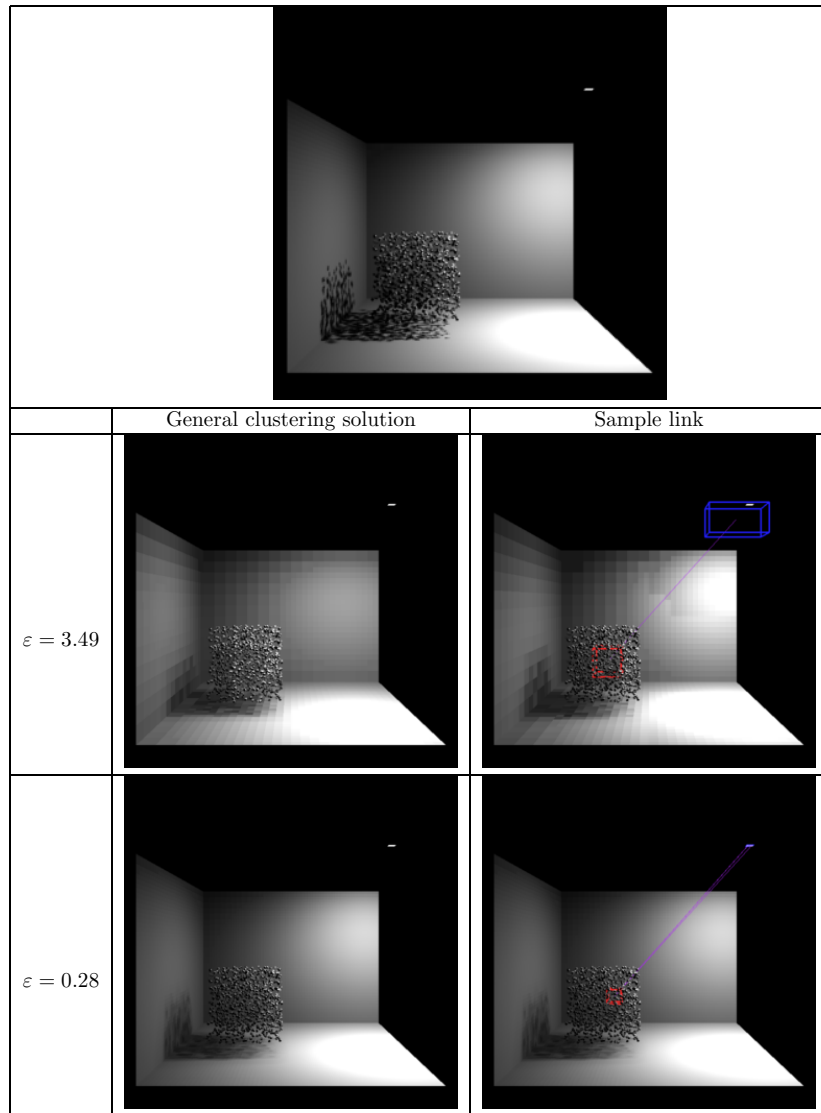 General clustering solution
Sample link
ε = 3.49
ε = 0.28